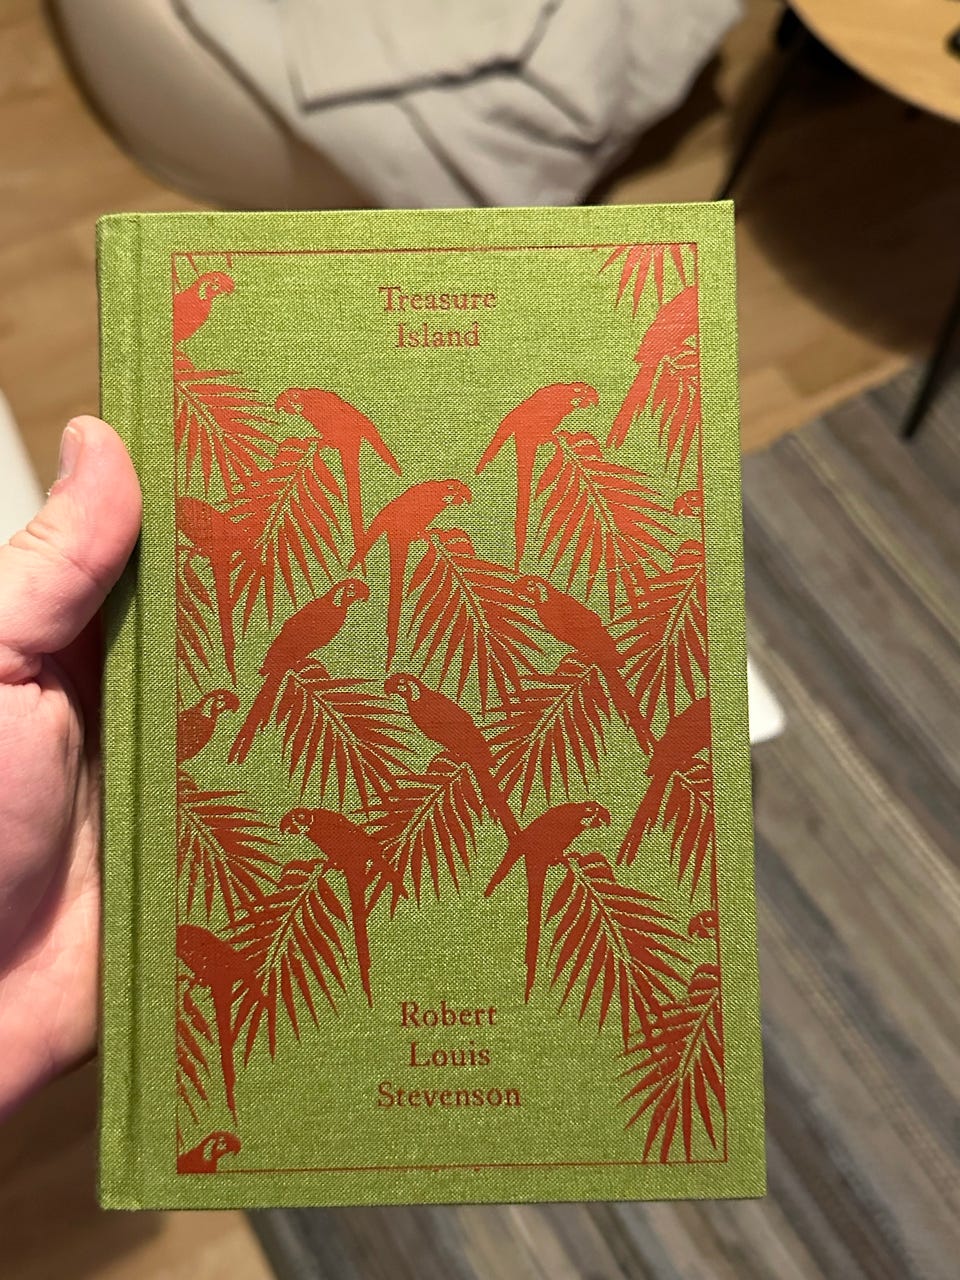 Treasure
Island
Robert
Louis
Stevenson